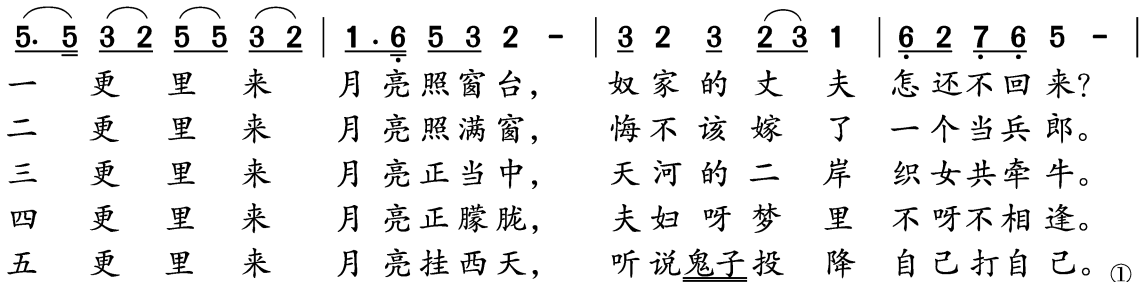 5. 5 3 2 5 5 3 2 | 1 . 6 5 3 2 - | 3 2 3 2 3 1 | 6 2 7 6 5 - |
一更里来 月亮照窗台， 奴家的丈夫 怎还不回来？
二更里来 月亮照满窗， 悔不该嫁了 一个当兵郎。
三更里来 月亮正当中， 天河的二岸 织女共牵牛。
四更里来 月亮正朦胧， 夫妇呀梦里 不呀不相逢。
五更里来 月亮挂西天， 听说鬼子投降 自己打自己。①